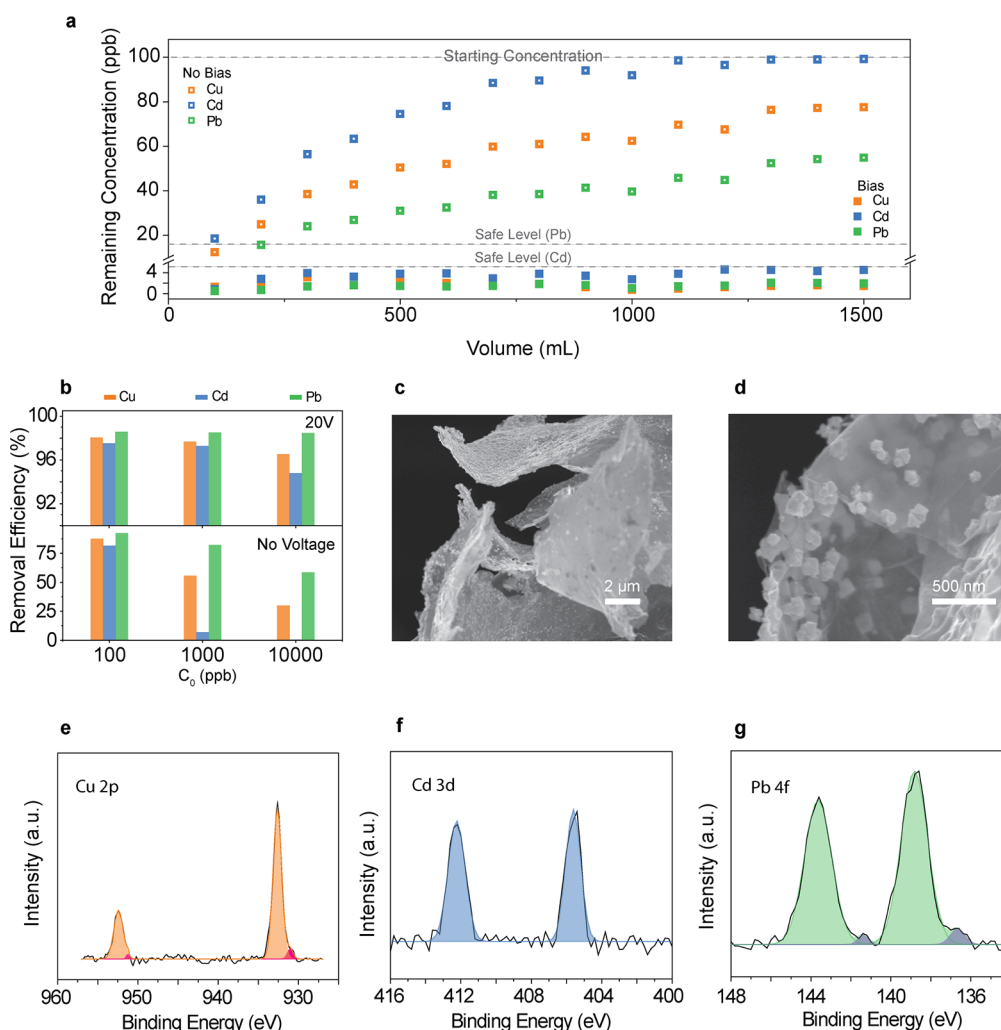 a
Remaining Concentration (ppb)
100
80
60
40
20
4
0
Starting Concentration
No Bias
Cu
Cd
Pb
Bias
Cu
Cd
Pb
Safe Level (Pb)
Safe Level (Cd)
0
500
1000
1500
Volume (mL)
b
Cu
Cd
Pb
Removal Efficiency (%)
100
96
92
20V
75
50
25
0
No Voltage
100
1000
10000
C₀ (ppb)
c
2 µm
d
500 nm
e
Cu 2p
Intensity (a.u.)
960
950
940
930
Binding Energy (eV)
f
Cd 3d
Intensity (a.u.)
416
412
408
404
400
Binding Energy (eV)
g
Pb 4f
Intensity (a.u.)
148
144
140
136
Binding Energy (eV)